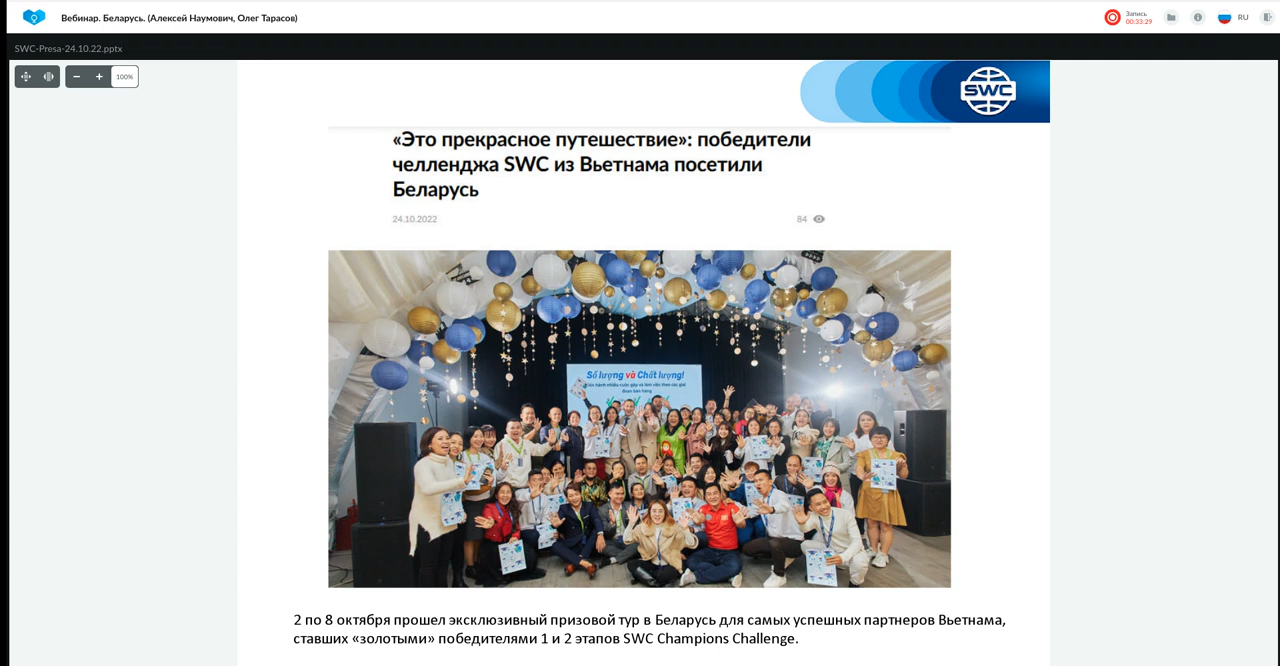 Вебинар. Беларусь. (Алексей Наумович, Олег Тарасов)
Запись
00:33:29
RU
SWC-Presa-24.10.22.pptx
100%
SWC
«Это прекрасное путешествие»: победители
челленджа SWC из Вьетнама посетили
Беларусь
24.10.2022
84
Số lượng và Chất lượng!
2 по 8 октября прошел эксклюзивный призовой тур в Беларусь для самых успешных партнеров Вьетнама,
ставших «золотыми» победителями 1 и 2 этапов SWC Champions Challenge.